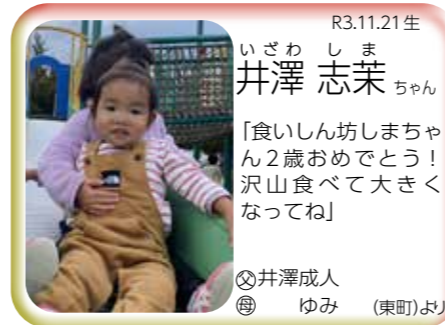 R3.11.21生
いざわ しま
井澤 志茉 ちゃん
「食いしん坊しまちゃ
ん２歳おめでとう！
沢山食べて大きく
なってね」
㊫井澤成人
㊊ ゆみ (東町)より